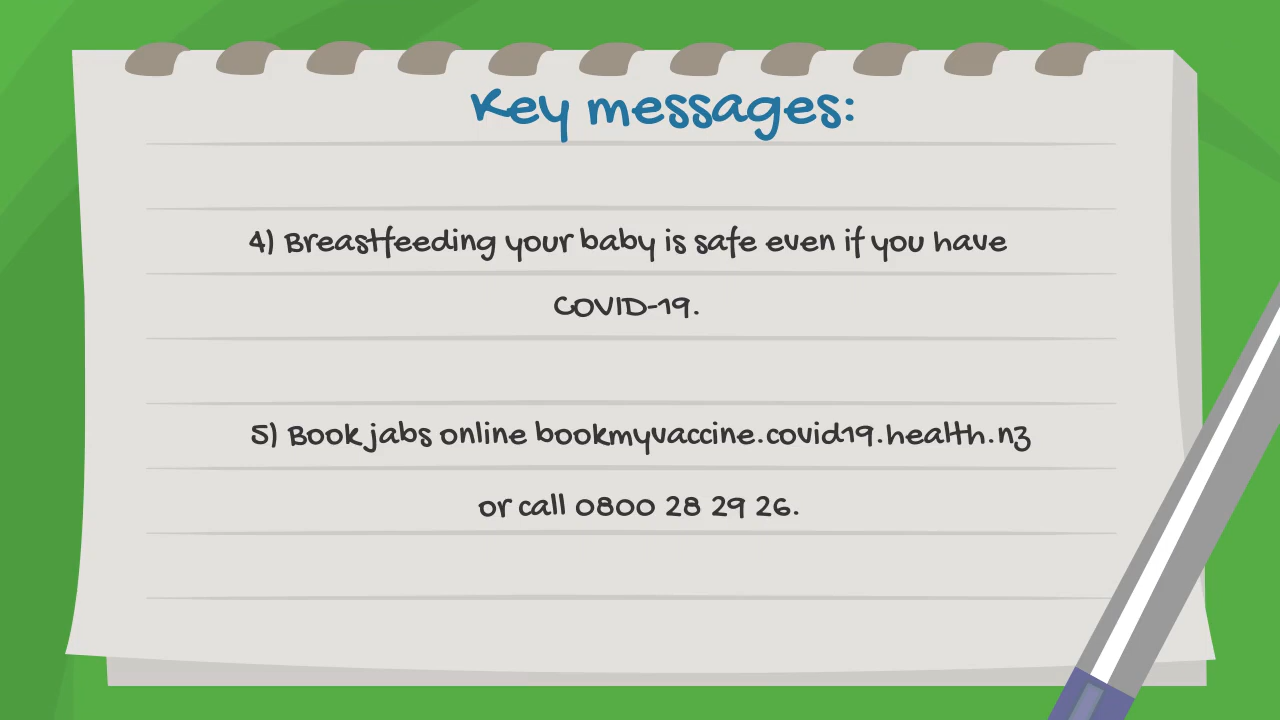 Key messages:
4) Breastfeeding your baby is safe even if you have
COVID-19.
5) Book jabs online bookmyvaccine.covid19.health.nz
or call 0800 28 29 26.